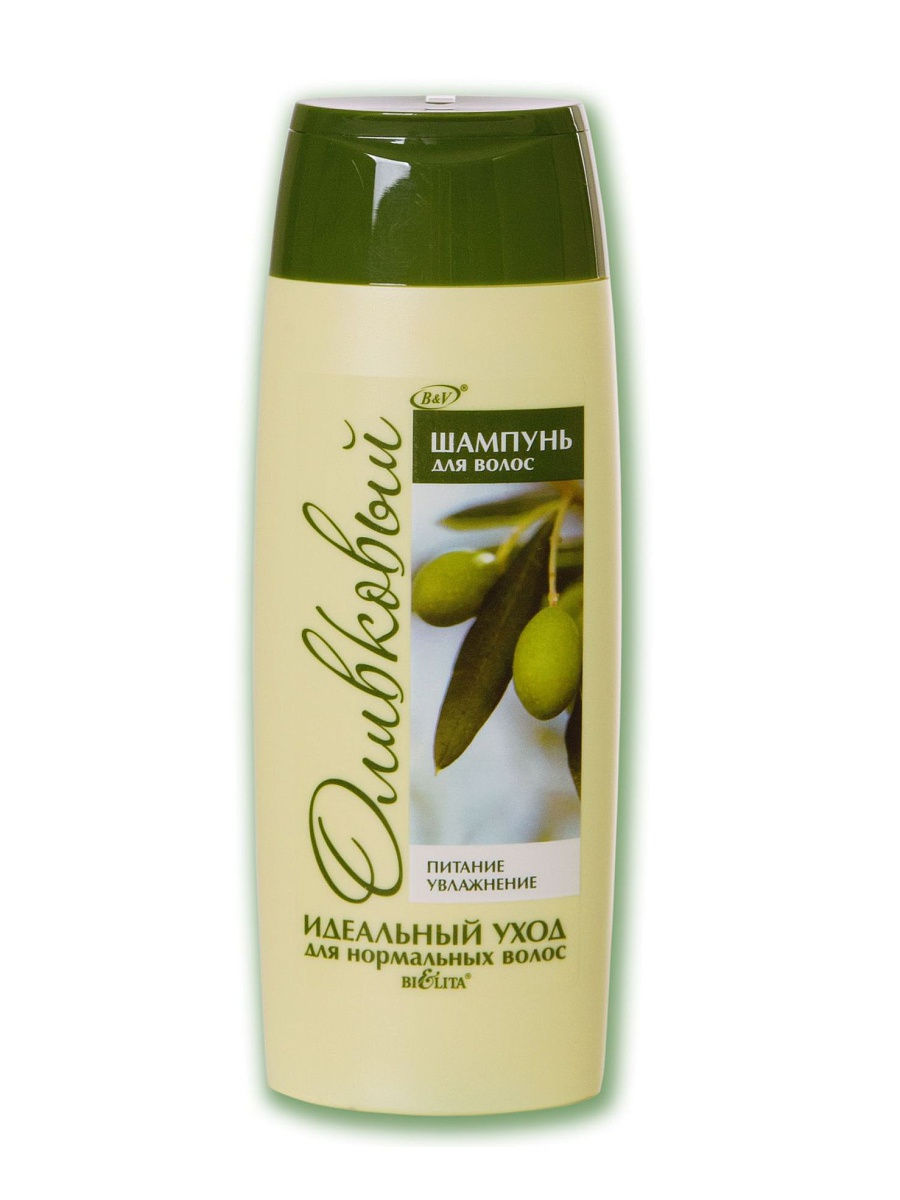 B&V®
ШАМПУНЬ
ДЛЯ ВОЛОС
Оливковый
ПИТАНИЕ
УВЛАЖНЕНИЕ
ИДЕАЛЬНЫЙ УХОД
ДЛЯ НОРМАЛЬНЫХ ВОЛОС
BIELITA®